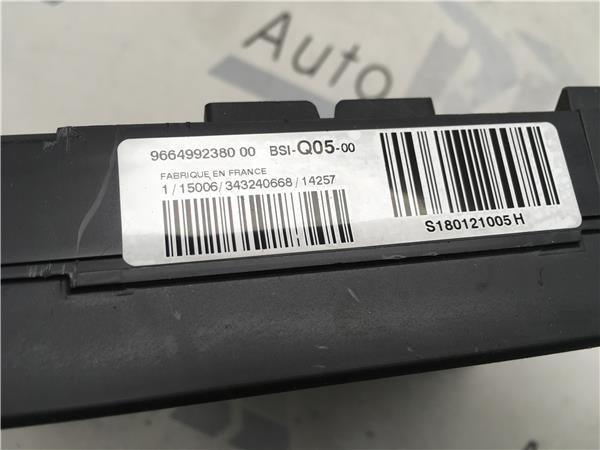 Auto
9664992380 00 BSI-Q05-00
FABRIQUE EN FRANCE
1/15006/343240668/14257
S180121005 H